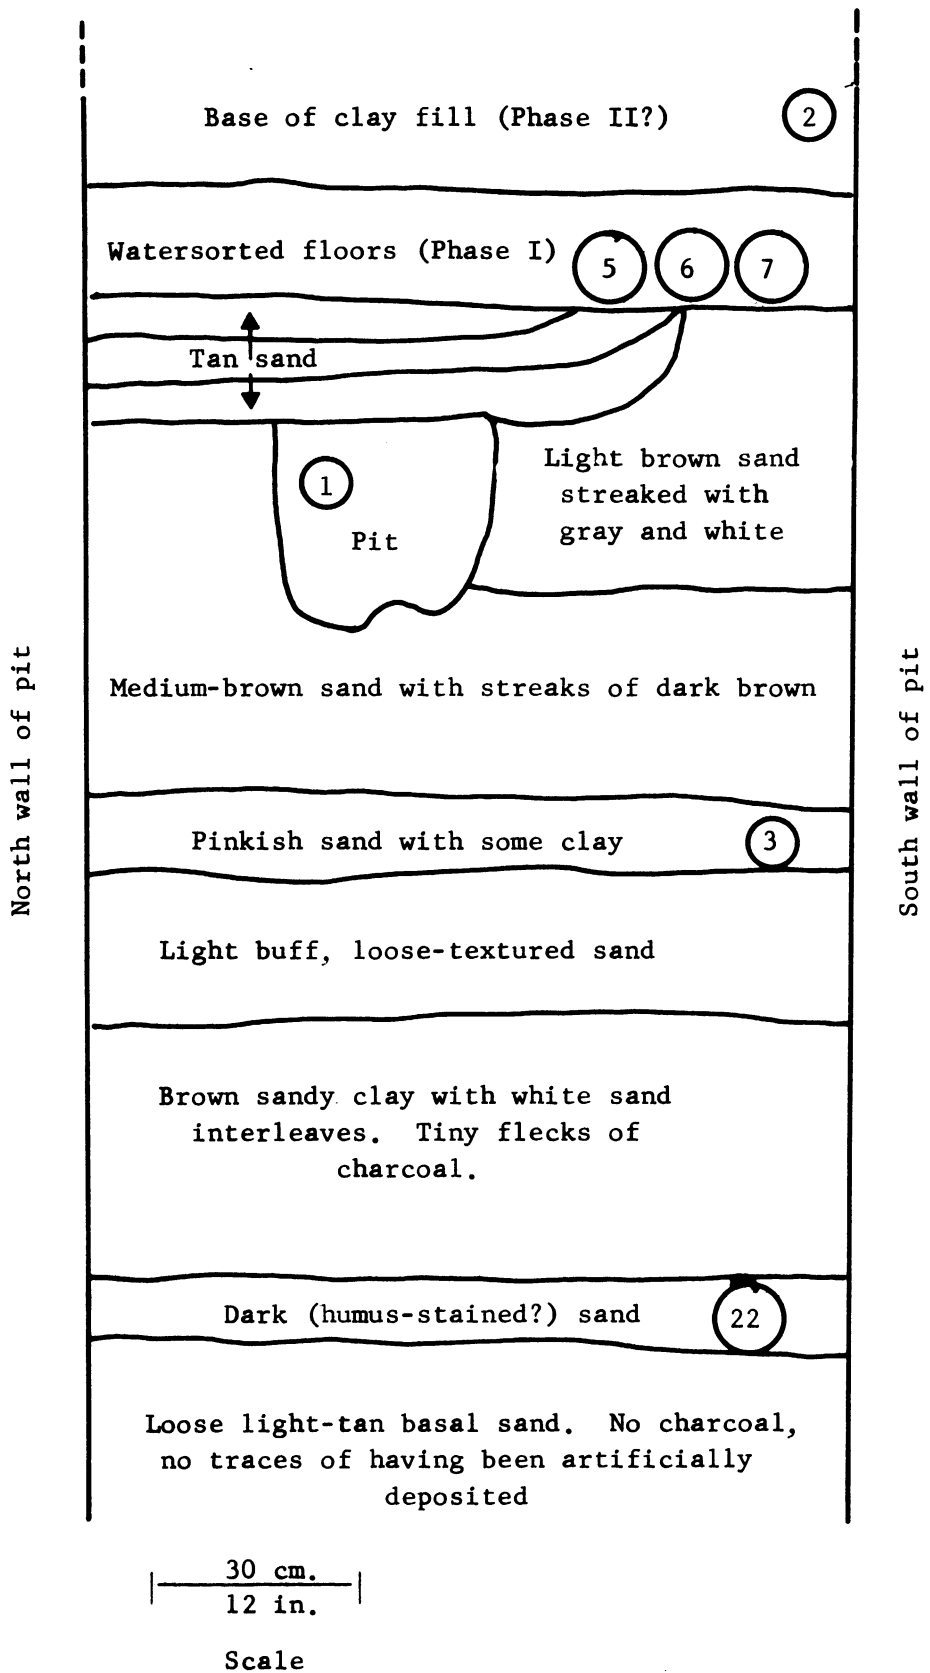 Base of clay fill (Phase II?)
2
Watersorted floors (Phase I)
5
6
7
Tan sand
1
Pit
Light brown sand
streaked with
gray and white
North wall of pit
South wall of pit
Medium-brown sand with streaks of dark brown
Pinkish sand with some clay
3
Light buff, loose-textured sand
Brown sandy clay with white sand
interleaves. Tiny flecks of
charcoal.
Dark (humus-stained?) sand
22
Loose light-tan basal sand. No charcoal,
no traces of having been artificially
deposited
30 cm.
12 in.
Scale